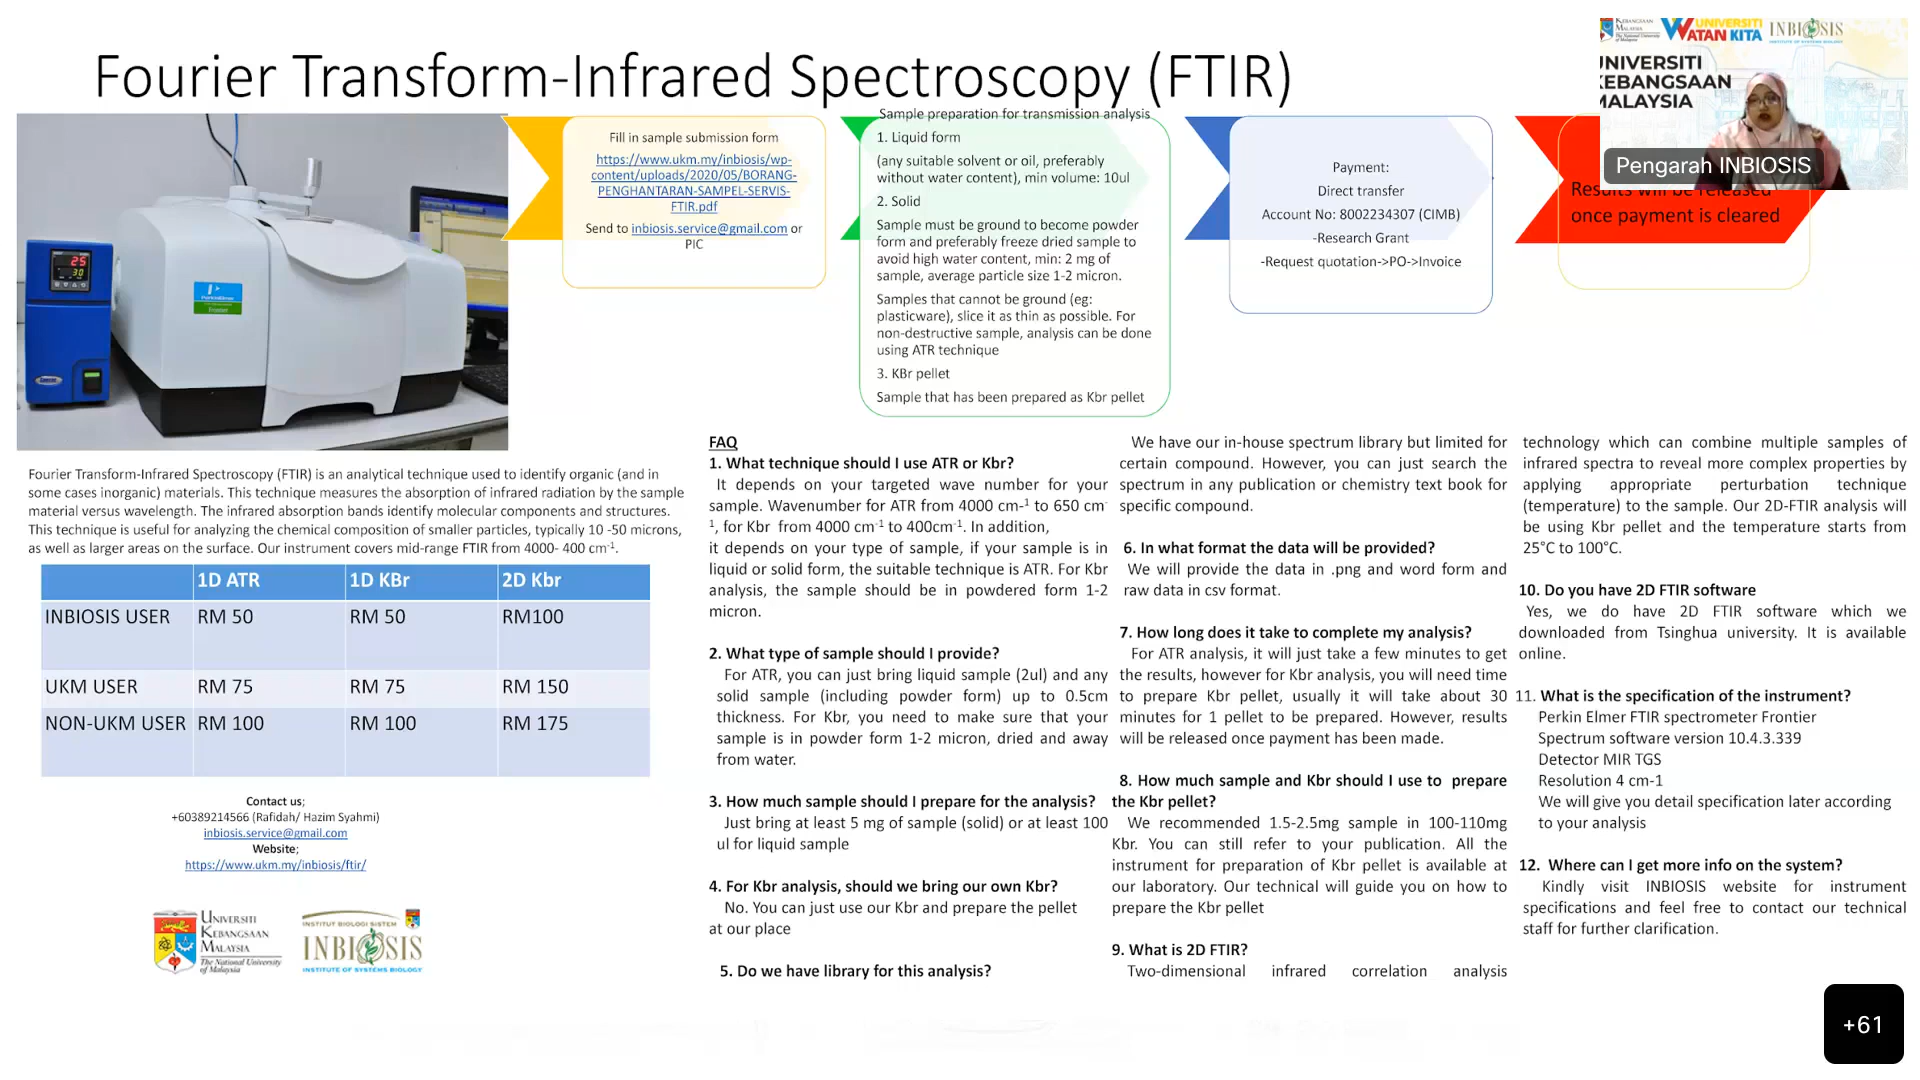 Fourier Transform-Infrared Spectroscopy (FTIR)
Fill in sample submission form
https://www.ukm.my/inbiosis/wp-
content/uploads/2020/05/BORANG-
PENGHANTARAN-SAMPEL-SERVIS-
FTIR.pdf
Send to inbiosis.service@gmail.com or
PIC
Sample preparation for transmission analysis
1. Liquid form
(any suitable solvent or oil, preferably
without water content), min volume: 10ul
2. Solid
Sample must be ground to become powder
form and preferably freeze dried sample to
avoid high water content, min: 2 mg of
sample, average particle size 1-2 micron.
Samples that cannot be ground (eg:
plasticware), slice it as thin as possible. For
non-destructive sample, analysis can be done
using ATR technique
3. KBr pellet
Sample that has been prepared as Kbr pellet
Payment:
Direct transfer
Account No: 8002234307 (CIMB)
-Research Grant
-Request quotation->PO->Invoice
Results will be released
once payment is cleared
WATAN KITA
UNIVERSITI
INBIOSIS
UNIVERSITI
KEBANGSAAN
MALAYSIA
Pengarah INBIOSIS
25
30
PerkinElmer
Frontier
Fourier Transform-Infrared Spectroscopy (FTIR) is an analytical technique used to identify organic (and in
some cases inorganic) materials. This technique measures the absorption of infrared radiation by the sample
material versus wavelength. The infrared absorption bands identify molecular components and structures.
This technique is useful for analyzing the chemical composition of smaller particles, typically 10 -50 microns,
as well as larger areas on the surface. Our instrument covers mid-range FTIR from 4000- 400 cm⁻¹.
1D ATR 1D KBr 2D Kbr
INBIOSIS USER RM 50 RM 50 RM100
UKM USER RM 75 RM 75 RM 150
NON-UKM USER RM 100 RM 100 RM 175
Contact us;
+60389214566 (Rafidah/ Hazim Syahmi)
inbiosis.service@gmail.com
Website;
https://www.ukm.my/inbiosis/ftir/
UNIVERSITI
KEBANGSAAN
MALAYSIA
The National University
of Malaysia
INSTITUT BIOLOGI SISTEM
INBIOSIS
INSTITUTE OF SYSTEMS BIOLOGY
FAQ
1. What technique should I use ATR or Kbr?
It depends on your targeted wave number for your
sample. Wavenumber for ATR from 4000 cm-¹ to 650 cm-
¹, for Kbr from 4000 cm⁻¹ to 400cm⁻¹. In addition,
it depends on your type of sample, if your sample is in
liquid or solid form, the suitable technique is ATR. For Kbr
analysis, the sample should be in powdered form 1-2
micron.
2. What type of sample should I provide?
For ATR, you can just bring liquid sample (2ul) and any
solid sample (including powder form) up to 0.5cm
thickness. For Kbr, you need to make sure that your
sample is in powder form 1-2 micron, dried and away
from water.
3. How much sample should I prepare for the analysis?
Just bring at least 5 mg of sample (solid) or at least 100
ul for liquid sample
4. For Kbr analysis, should we bring our own Kbr?
No. You can just use our Kbr and prepare the pellet
at our place
5. Do we have library for this analysis?
We have our in-house spectrum library but limited for
certain compound. However, you can just search the
spectrum in any publication or chemistry text book for
specific compound.
6. In what format the data will be provided?
We will provide the data in .png and word form and
raw data in csv format.
7. How long does it take to complete my analysis?
For ATR analysis, it will just take a few minutes to get
the results, however for Kbr analysis, you will need time
to prepare Kbr pellet, usually it will take about 30
minutes for 1 pellet to be prepared. However, results
will be released once payment has been made.
8. How much sample and Kbr should I use to prepare
the Kbr pellet?
We recommended 1.5-2.5mg sample in 100-110mg
Kbr. You can still refer to your publication. All the
instrument for preparation of Kbr pellet is available at
our laboratory. Our technical will guide you on how to
prepare the Kbr pellet
9. What is 2D FTIR?
Two-dimensional infrared correlation analysis
technology which can combine multiple samples of
infrared spectra to reveal more complex properties by
applying appropriate perturbation technique
(temperature) to the sample. Our 2D-FTIR analysis will
be using Kbr pellet and the temperature starts from
25°C to 100°C.
10. Do you have 2D FTIR software
Yes, we do have 2D FTIR software which we
downloaded from Tsinghua university. It is available
online.
11. What is the specification of the instrument?
Perkin Elmer FTIR spectrometer Frontier
Spectrum software version 10.4.3.339
Detector MIR TGS
Resolution 4 cm-1
We will give you detail specification later according
to your analysis
12. Where can I get more info on the system?
Kindly visit INBIOSIS website for instrument
specifications and feel free to contact our technical
staff for further clarification.
+61